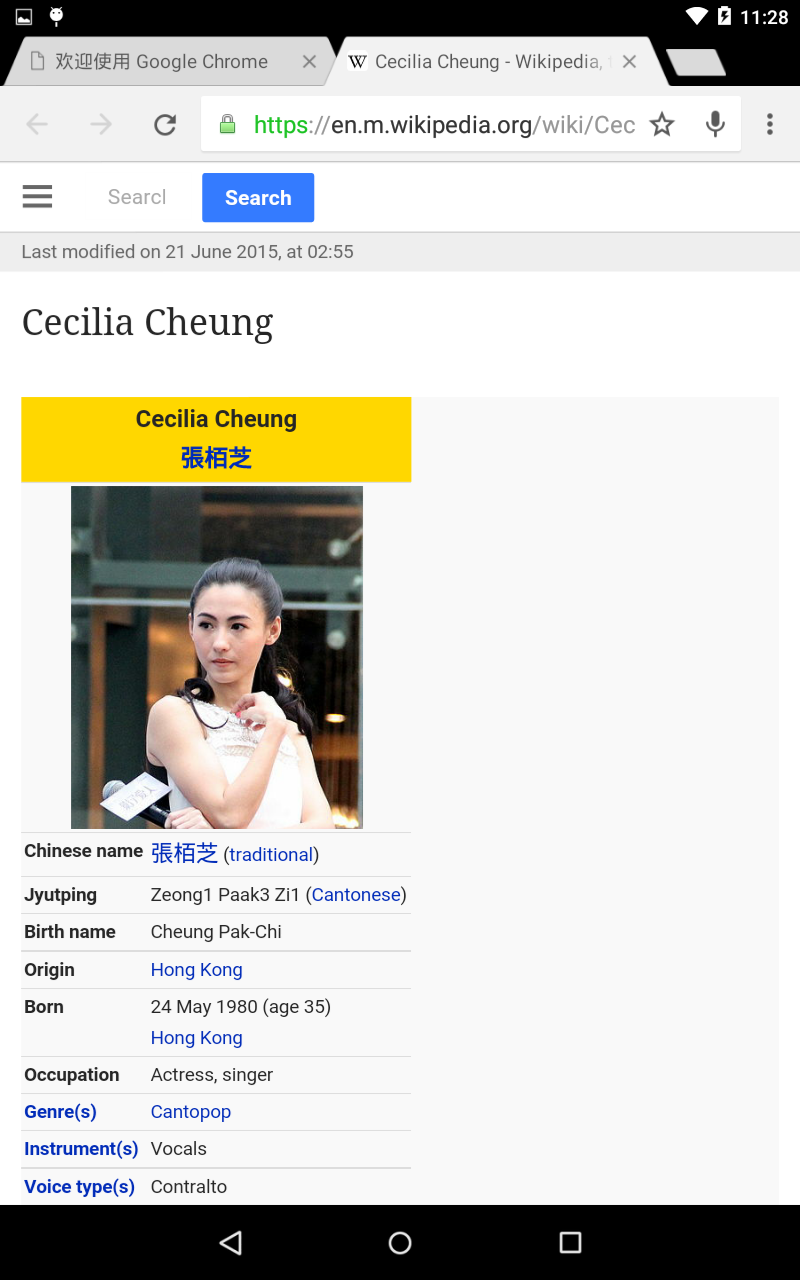 11:28
欢迎使用 Google Chrome
Cecilia Cheung - Wikipedia,
https://en.m.wikipedia.org/wiki/Cec
Searcl
Search
Last modified on 21 June 2015, at 02:55
Cecilia Cheung
Cecilia Cheung
張栢芝
Chinese name 張栢芝 (traditional)
Jyutping Zeong1 Paak3 Zi1 (Cantonese)
Birth name Cheung Pak-Chi
Origin Hong Kong
Born 24 May 1980 (age 35)
Hong Kong
Occupation Actress, singer
Genre(s) Cantopop
Instrument(s) Vocals
Voice type(s) Contralto